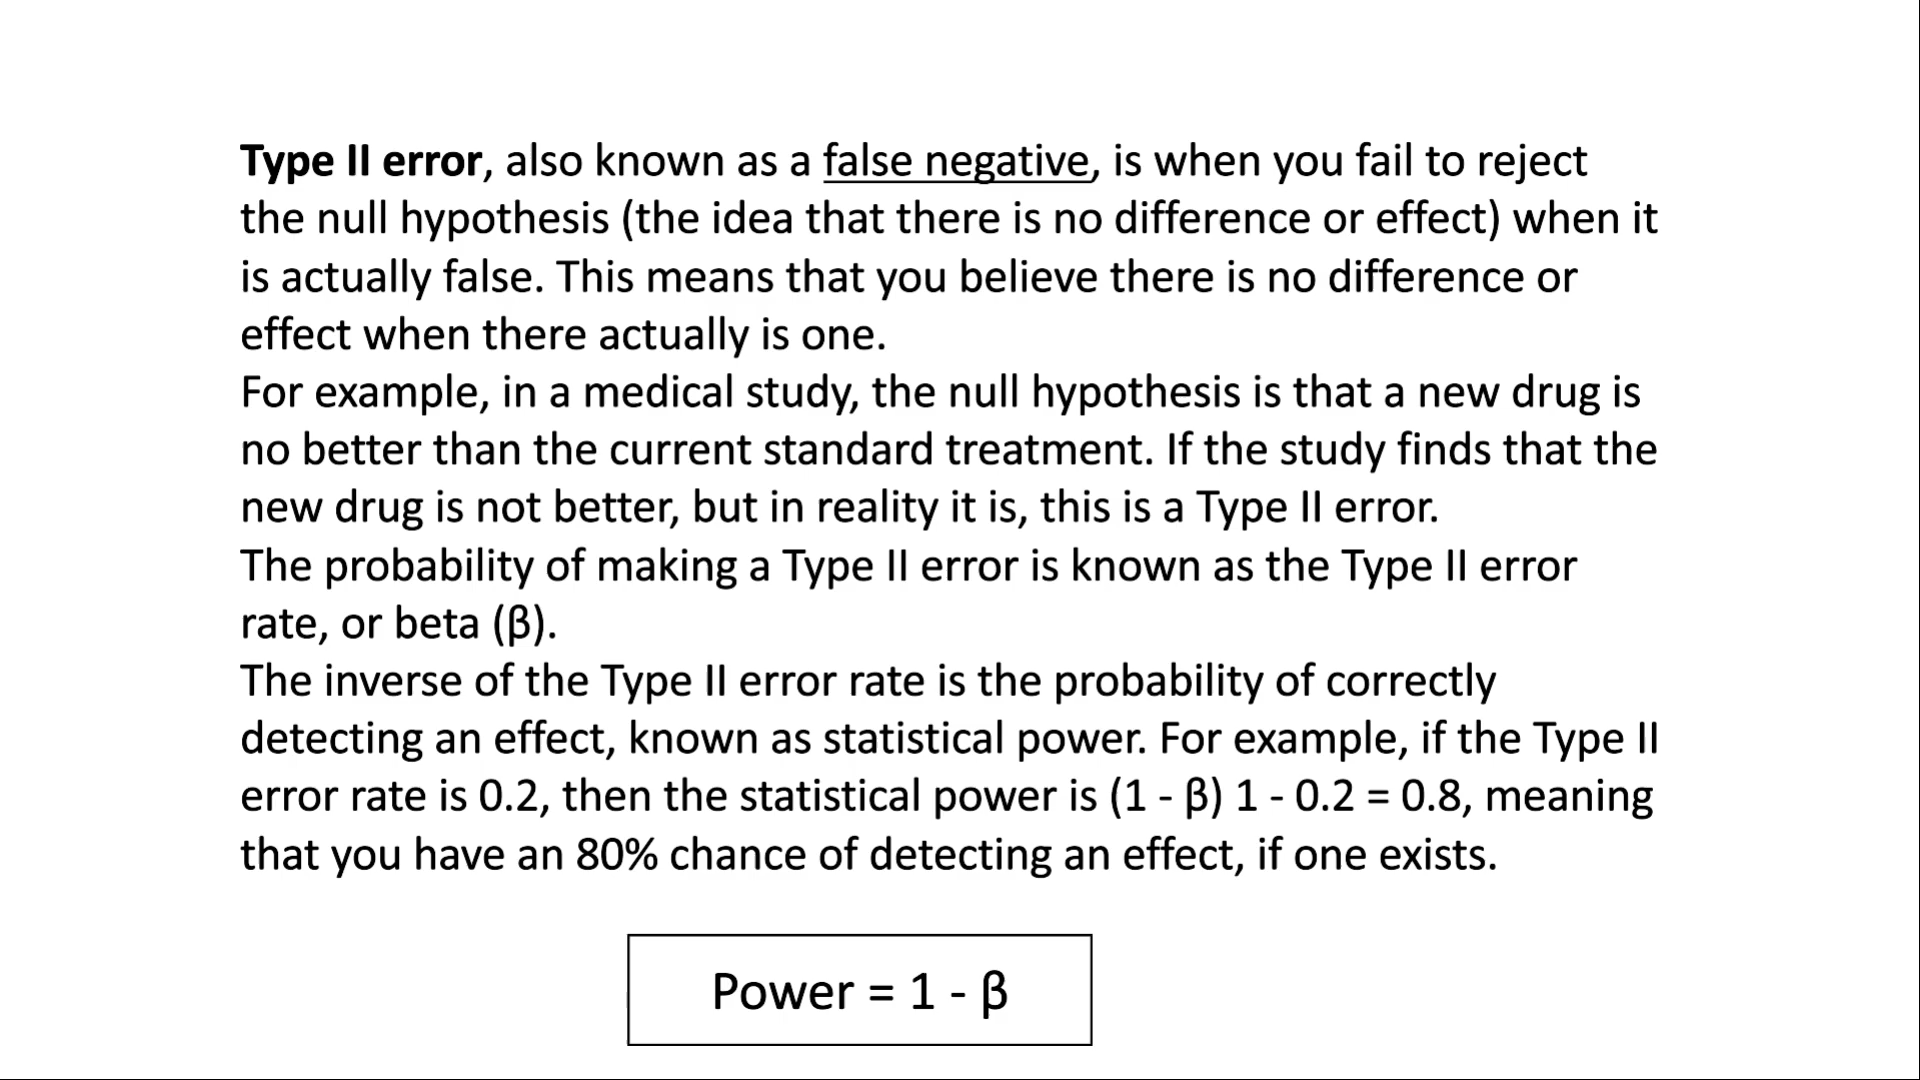 Type II error, also known as a false negative, is when you fail to reject
the null hypothesis (the idea that there is no difference or effect) when it
is actually false. This means that you believe there is no difference or
effect when there actually is one.
For example, in a medical study, the null hypothesis is that a new drug is
no better than the current standard treatment. If the study finds that the
new drug is not better, but in reality it is, this is a Type II error.
The probability of making a Type II error is known as the Type II error
rate, or beta (β).
The inverse of the Type II error rate is the probability of correctly
detecting an effect, known as statistical power. For example, if the Type II
error rate is 0.2, then the statistical power is (1 - β) 1 - 0.2 = 0.8, meaning
that you have an 80% chance of detecting an effect, if one exists.
Power = 1 - β